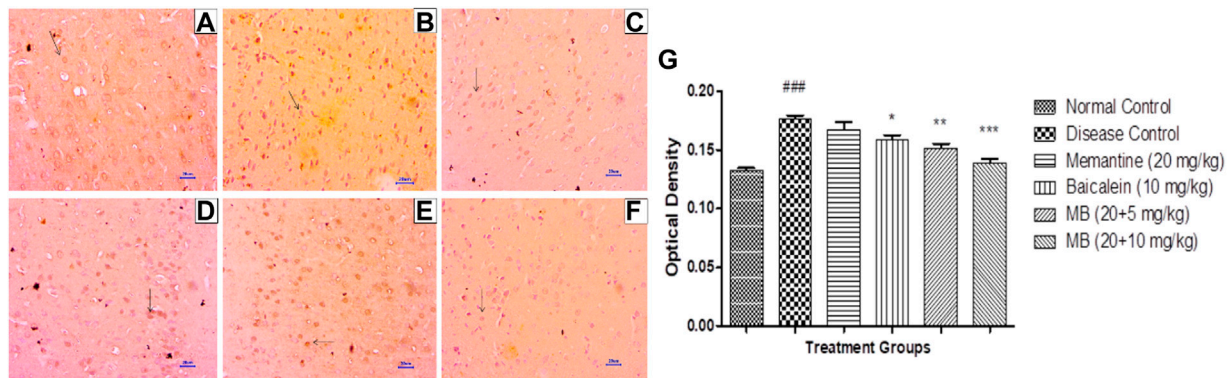 A
B
C
D
E
F
G
###
*
**
***
0.20
0.15
0.10
0.05
0.00
Optical Density
Treatment Groups
Normal Control
Disease Control
Memantine (20 mg/kg)
Baicalein (10 mg/kg)
MB (20+5 mg/kg)
MB (20+10 mg/kg)